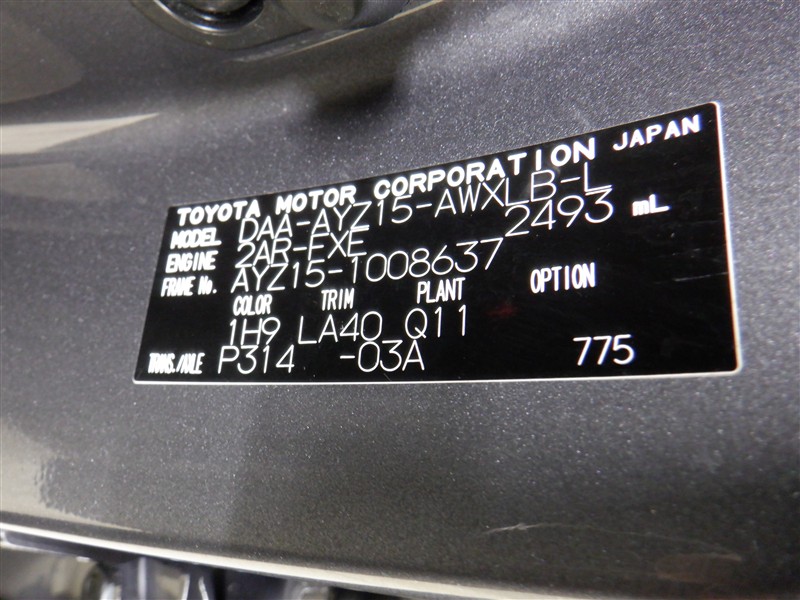 TOYOTA MOTOR CORPORATION JAPAN
MODEL DAA-AYZ15-AWXLB-L
ENGINE 2AR-FXE 2493 mL
FRAME No. AYZ15-1008637
COLOR TRIM PLANT OPTION
1H9 LA40 Q11
TRANS./AXLE P314 -03A 775